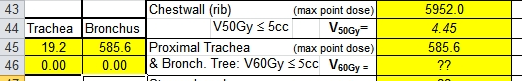 43 Chestwall (rib) (max point dose) 5952.0
44 Trachea Bronchus V50Gy ≤ 5cc V50Gy= 4.45
45 19.2 585.6 Proximal Trachea (max point dose) 585.6
46 0.00 0.00 & Bronch. Tree: V60Gy ≤ 5cc V60Gy = ??